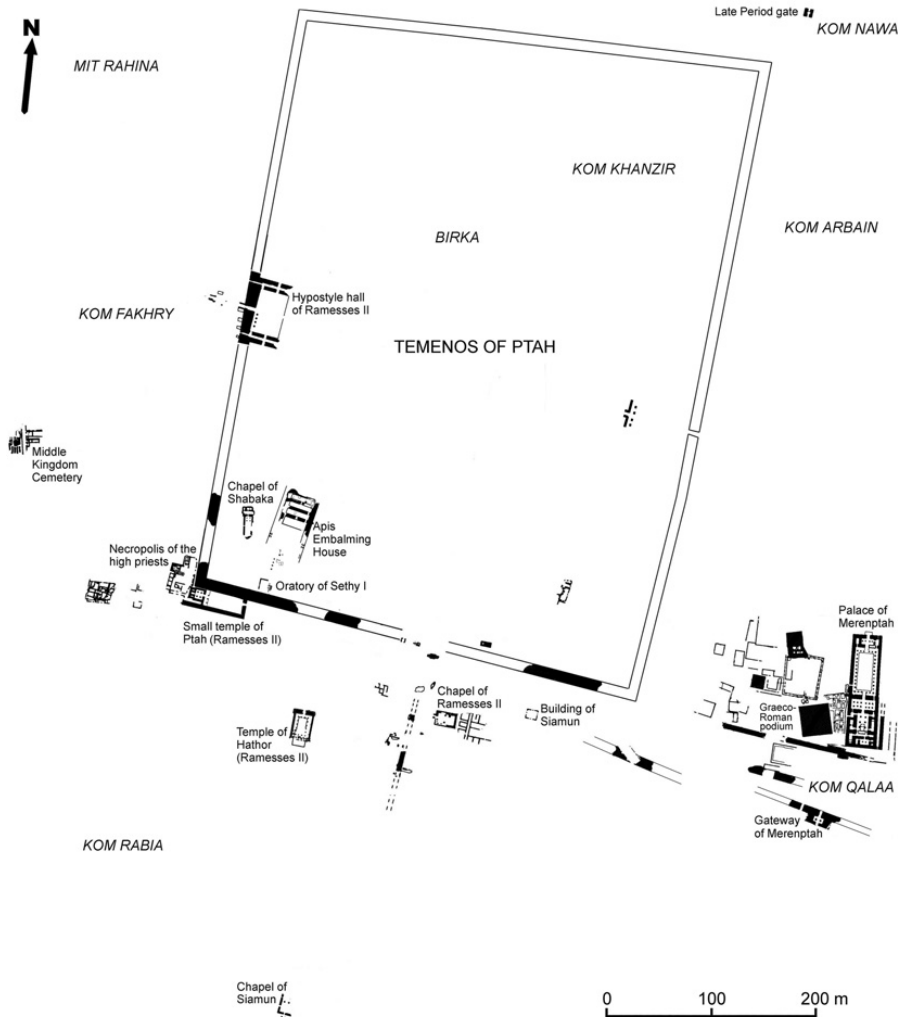 Late Period gate
KOM NAWA
N
MIT RAHINA
KOM KHANZIR
KOM ARBAIN
BIRKA
Hypostyle hall
of Ramesses II
KOM FAKHRY
TEMENOS OF PTAH
Middle
Kingdom
Cemetery
Chapel of
Shabaka
Apis
Embalming
House
Necropolis of the
high priests
Oratory of Sethy I
Small temple of
Ptah (Ramesses II)
Palace of
Merenptah
Chapel of
Ramesses II
Building of
Siamun
Graeco-
Roman
podium
Temple of
Hathor
(Ramesses II)
KOM QALAA
Gateway
of Merenptah
KOM RABIA
Chapel of
Siamun
0 100 200 m